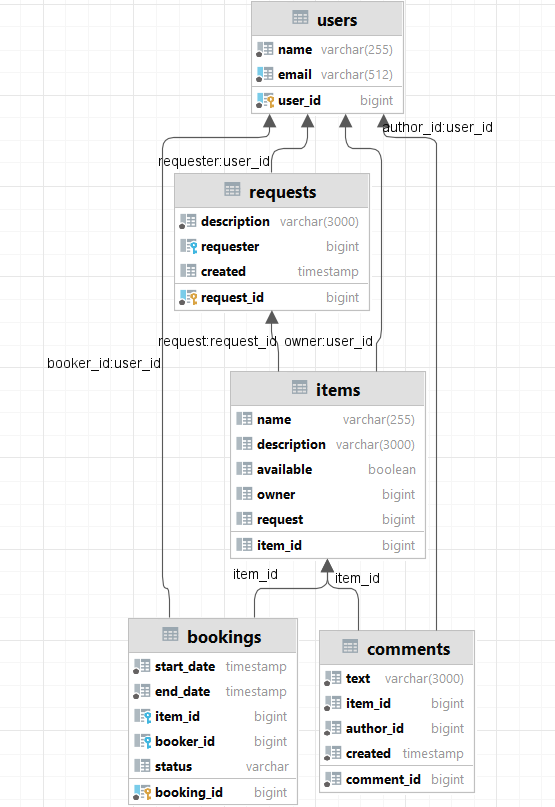 users
name varchar(255)
email varchar(512)
user_id bigint
author_id:user_id
requester:user_id
requests
description varchar(3000)
requester bigint
created timestamp
request_id bigint
request:request_id owner:user_id
booker_id:user_id
items
name varchar(255)
description varchar(3000)
available boolean
owner bigint
request bigint
item_id bigint
item_id
item_id
bookings
start_date timestamp
end_date timestamp
item_id bigint
booker_id bigint
status varchar
booking_id bigint
comments
text varchar(3000)
item_id bigint
author_id bigint
created timestamp
comment_id bigint